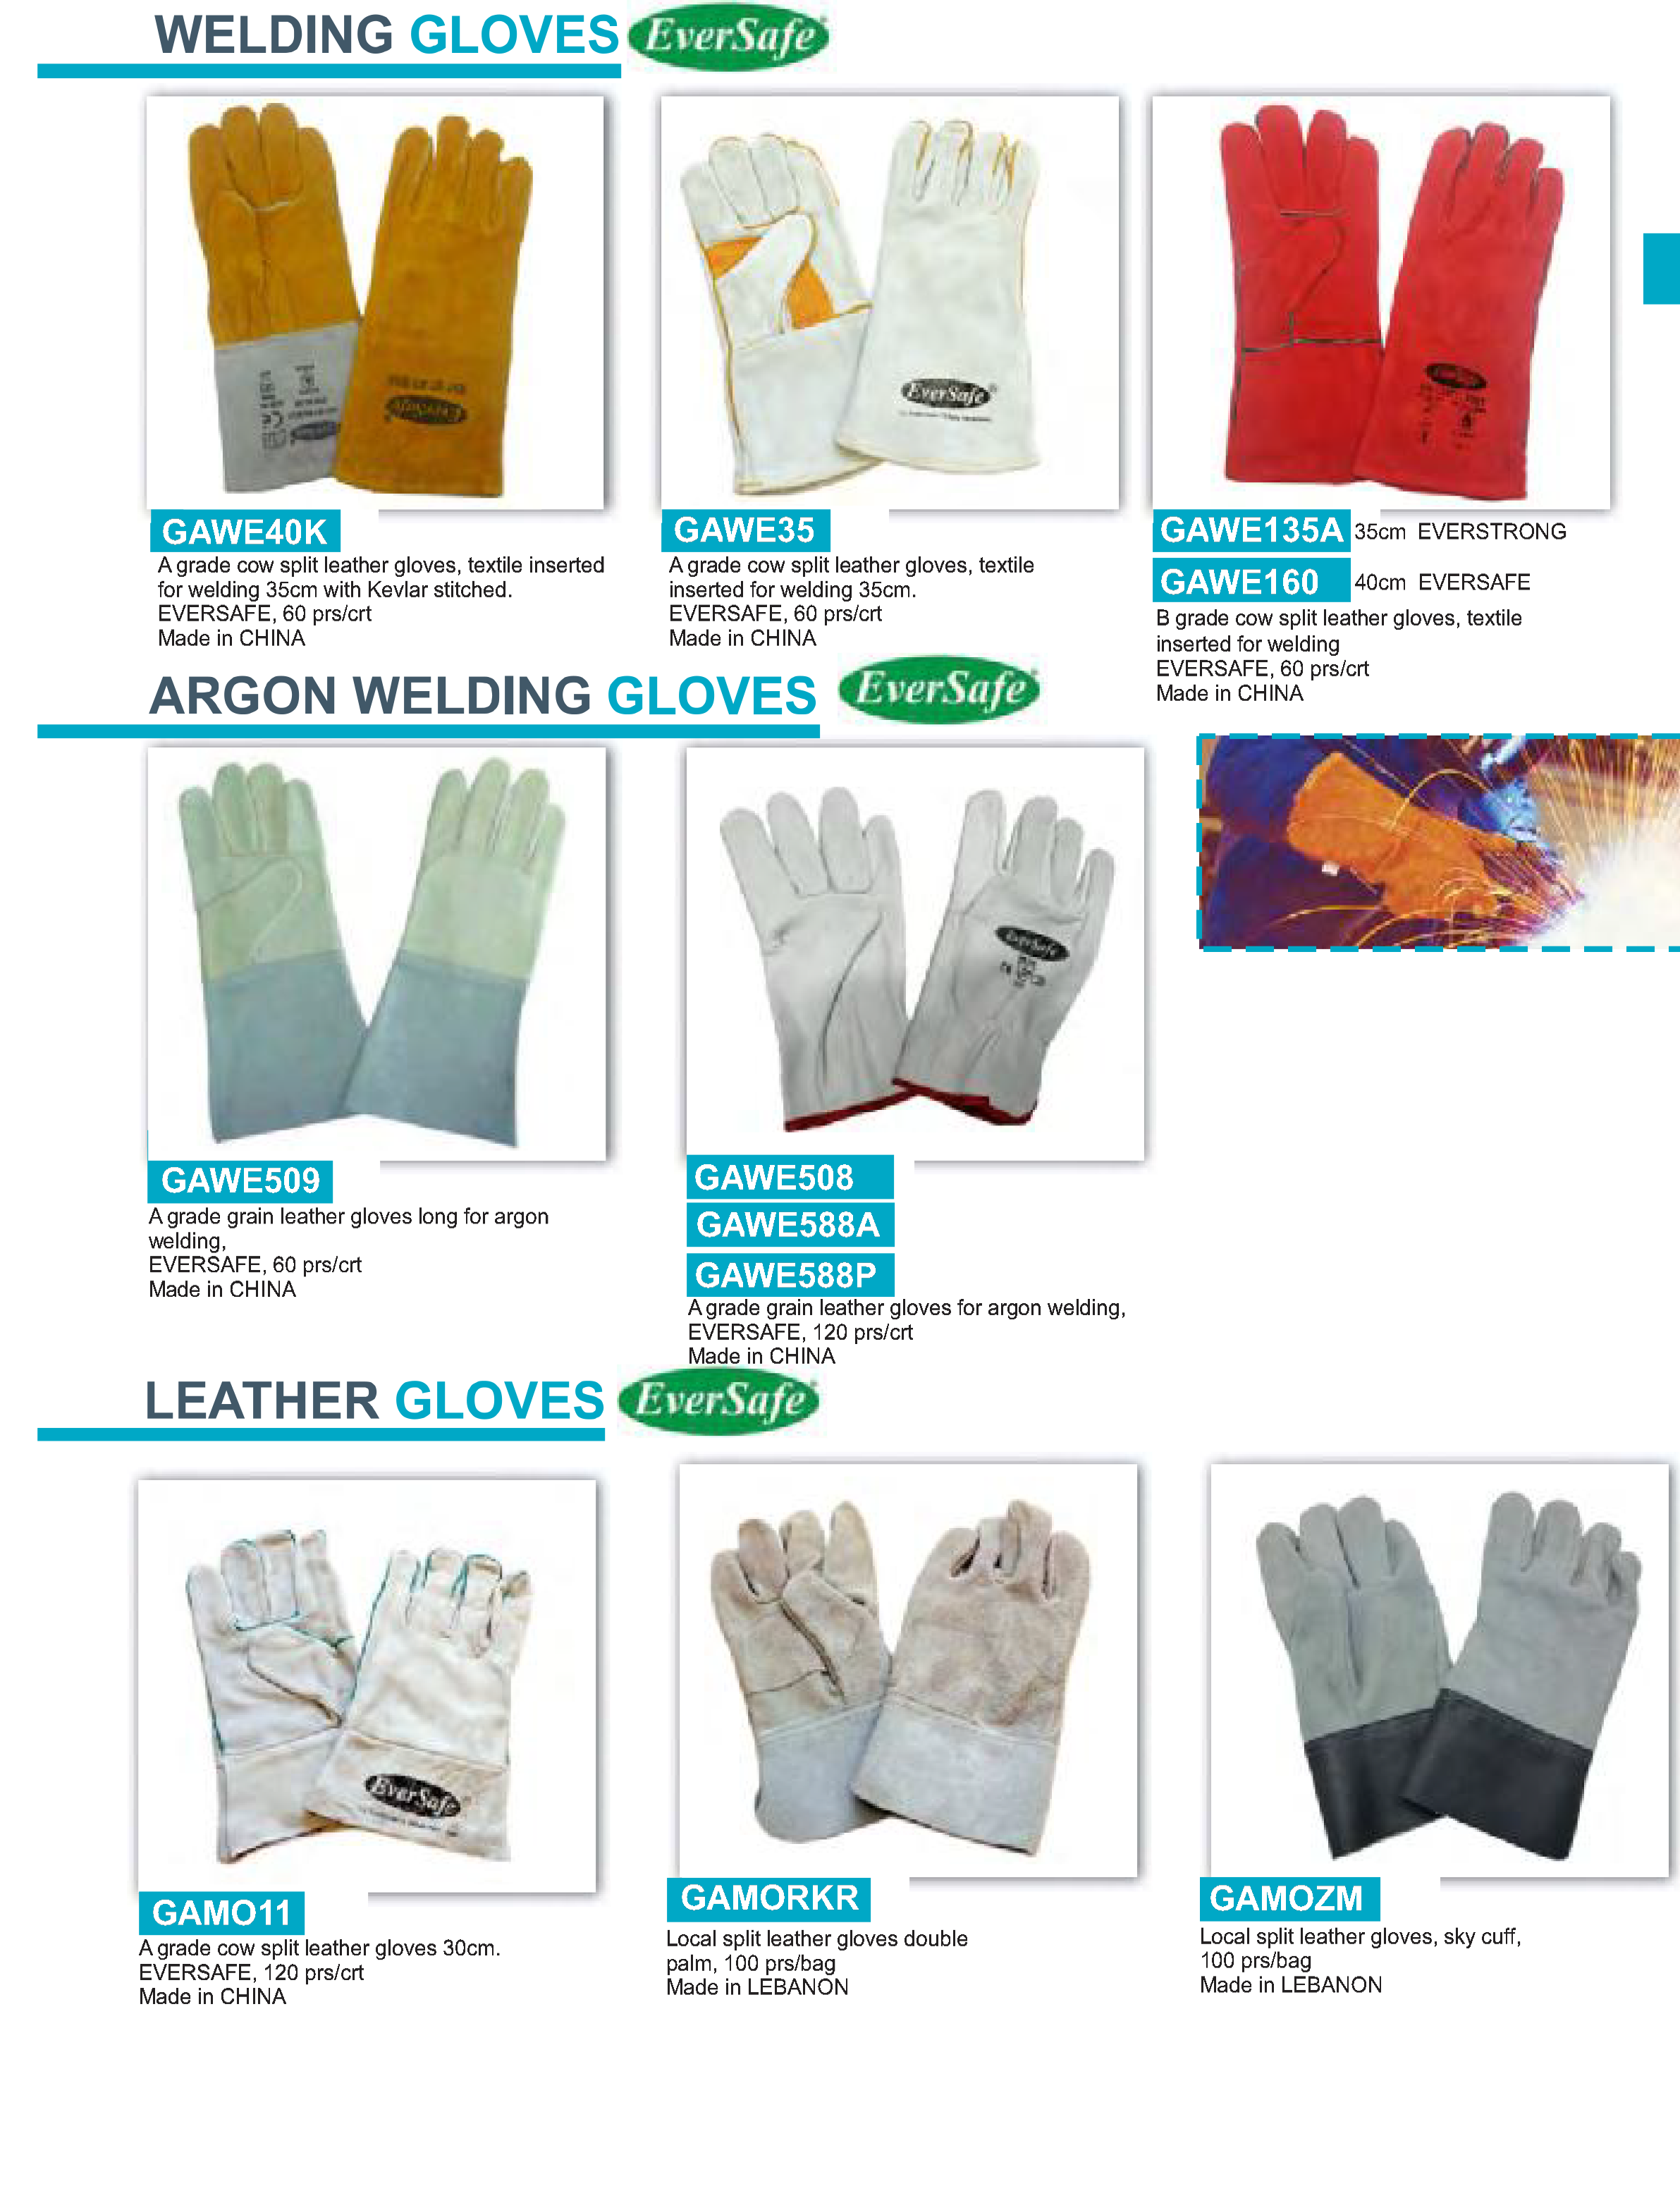 WELDING GLOVES EverSafe
EverSafe
GAWE40K
A grade cow split leather gloves, textile inserted
for welding 35cm with Kevlar stitched.
EVERSAFE, 60 prs/crt
Made in CHINA
EverSafe
GAWE35
A grade cow split leather gloves, textile
inserted for welding 35cm.
EVERSAFE, 60 prs/crt
Made in CHINA
GAWE135A 35cm EVERSTRONG
GAWE160 40cm EVERSAFE
B grade cow split leather gloves, textile
inserted for welding
EVERSAFE, 60 prs/crt
Made in CHINA
ARGON WELDING GLOVES EverSafe
GAWE509
A grade grain leather gloves long for argon
welding,
EVERSAFE, 60 prs/crt
Made in CHINA
EverSafe
GAWE508
GAWE588A
GAWE588P
A grade grain leather gloves for argon welding,
EVERSAFE, 120 prs/crt
Made in CHINA
LEATHER GLOVES EverSafe
EverSafe
GAMO11
A grade cow split leather gloves 30cm.
EVERSAFE, 120 prs/crt
Made in CHINA
GAMORKR
Local split leather gloves double
palm, 100 prs/bag
Made in LEBANON
GAMOZM
Local split leather gloves, sky cuff,
100 prs/bag
Made in LEBANON